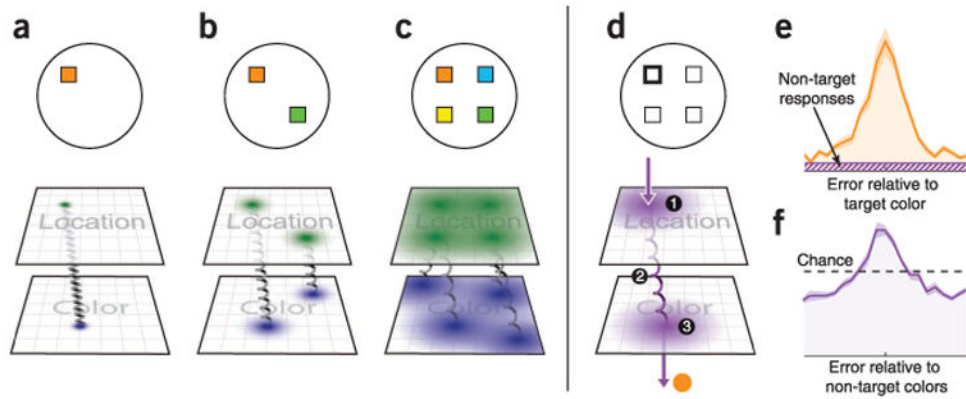 a
b
c
d
e
f
Location
Color
Location
Color
Location
Color
Location
Color
1
2
3
Non-target
responses
Error relative to
target color
Chance
Error relative to
non-target colors